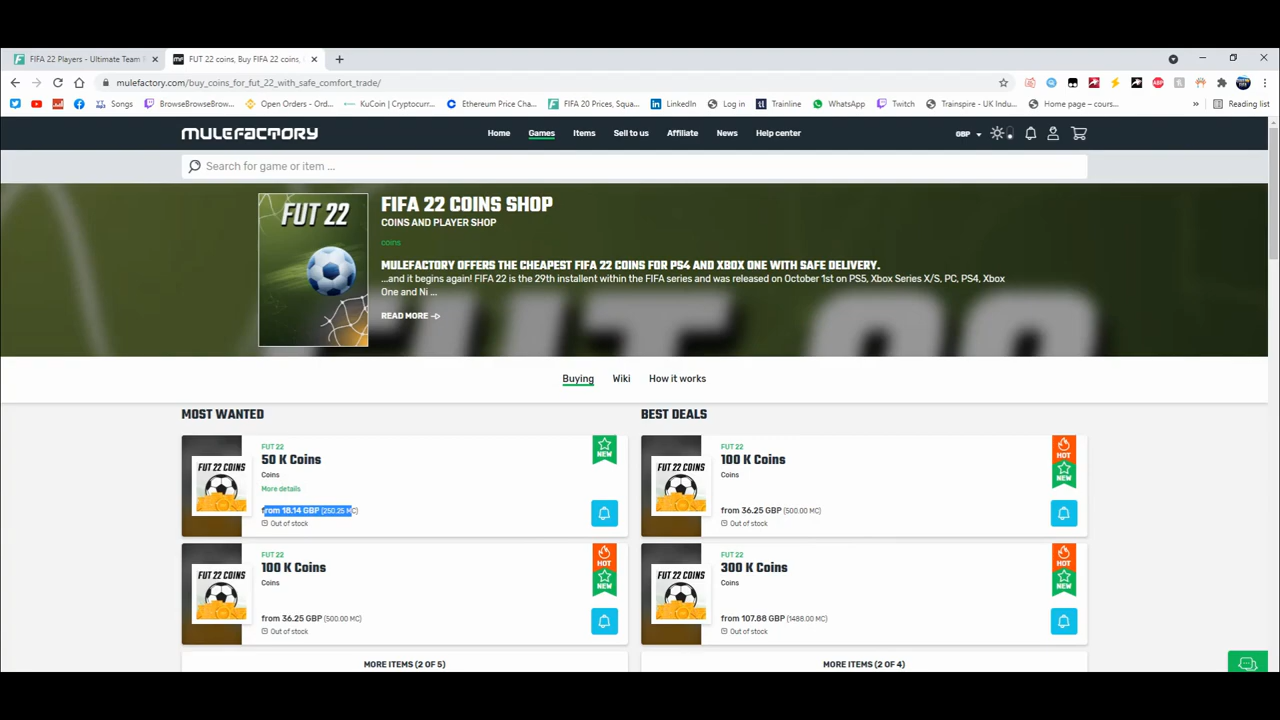 FIFA 22 Players - Ultimate Team
FUT 22 coins, Buy FIFA 22 coins,
mulefactory.com/buy_coins_for_fut_22_with_safe_comfort_trade/
Songs
BrowseBrowseBrow...
Open Orders - Ord...
KuCoin | Cryptocurr...
Ethereum Price Cha...
FIFA 20 Prices, Squa...
LinkedIn
Log in
Trainline
WhatsApp
Twitch
Trainspire - UK Indu...
Home page – cours...
Reading list
MULEFACTORY
Home
Games
Items
Sell to us
Affiliate
News
Help center
GBP
Search for game or item ...
FUT 22
FIFA 22 COINS SHOP
COINS AND PLAYER SHOP
coins
MULEFACTORY OFFERS THE CHEAPEST FIFA 22 COINS FOR PS4 AND XBOX ONE WITH SAFE DELIVERY.
...and it begins again! FIFA 22 is the 29th installent within the FIFA series and was released on October 1st on PS5, Xbox Series X/S, PC, PS4, Xbox
One and Ni ...
READ MORE
Buying
Wiki
How it works
MOST WANTED
FUT 22 COINS
FUT 22
50 K Coins
Coins
More details
from 18.14 GBP (250.25 MC)
Out of stock
NEW
FUT 22 COINS
FUT 22
100 K Coins
Coins
from 36.25 GBP (500.00 MC)
Out of stock
HOT
NEW
MORE ITEMS (2 OF 5)
BEST DEALS
FUT 22 COINS
FUT 22
100 K Coins
Coins
from 36.25 GBP (500.00 MC)
Out of stock
HOT
NEW
FUT 22 COINS
FUT 22
300 K Coins
Coins
from 107.88 GBP (1488.00 MC)
Out of stock
HOT
NEW
MORE ITEMS (2 OF 4)